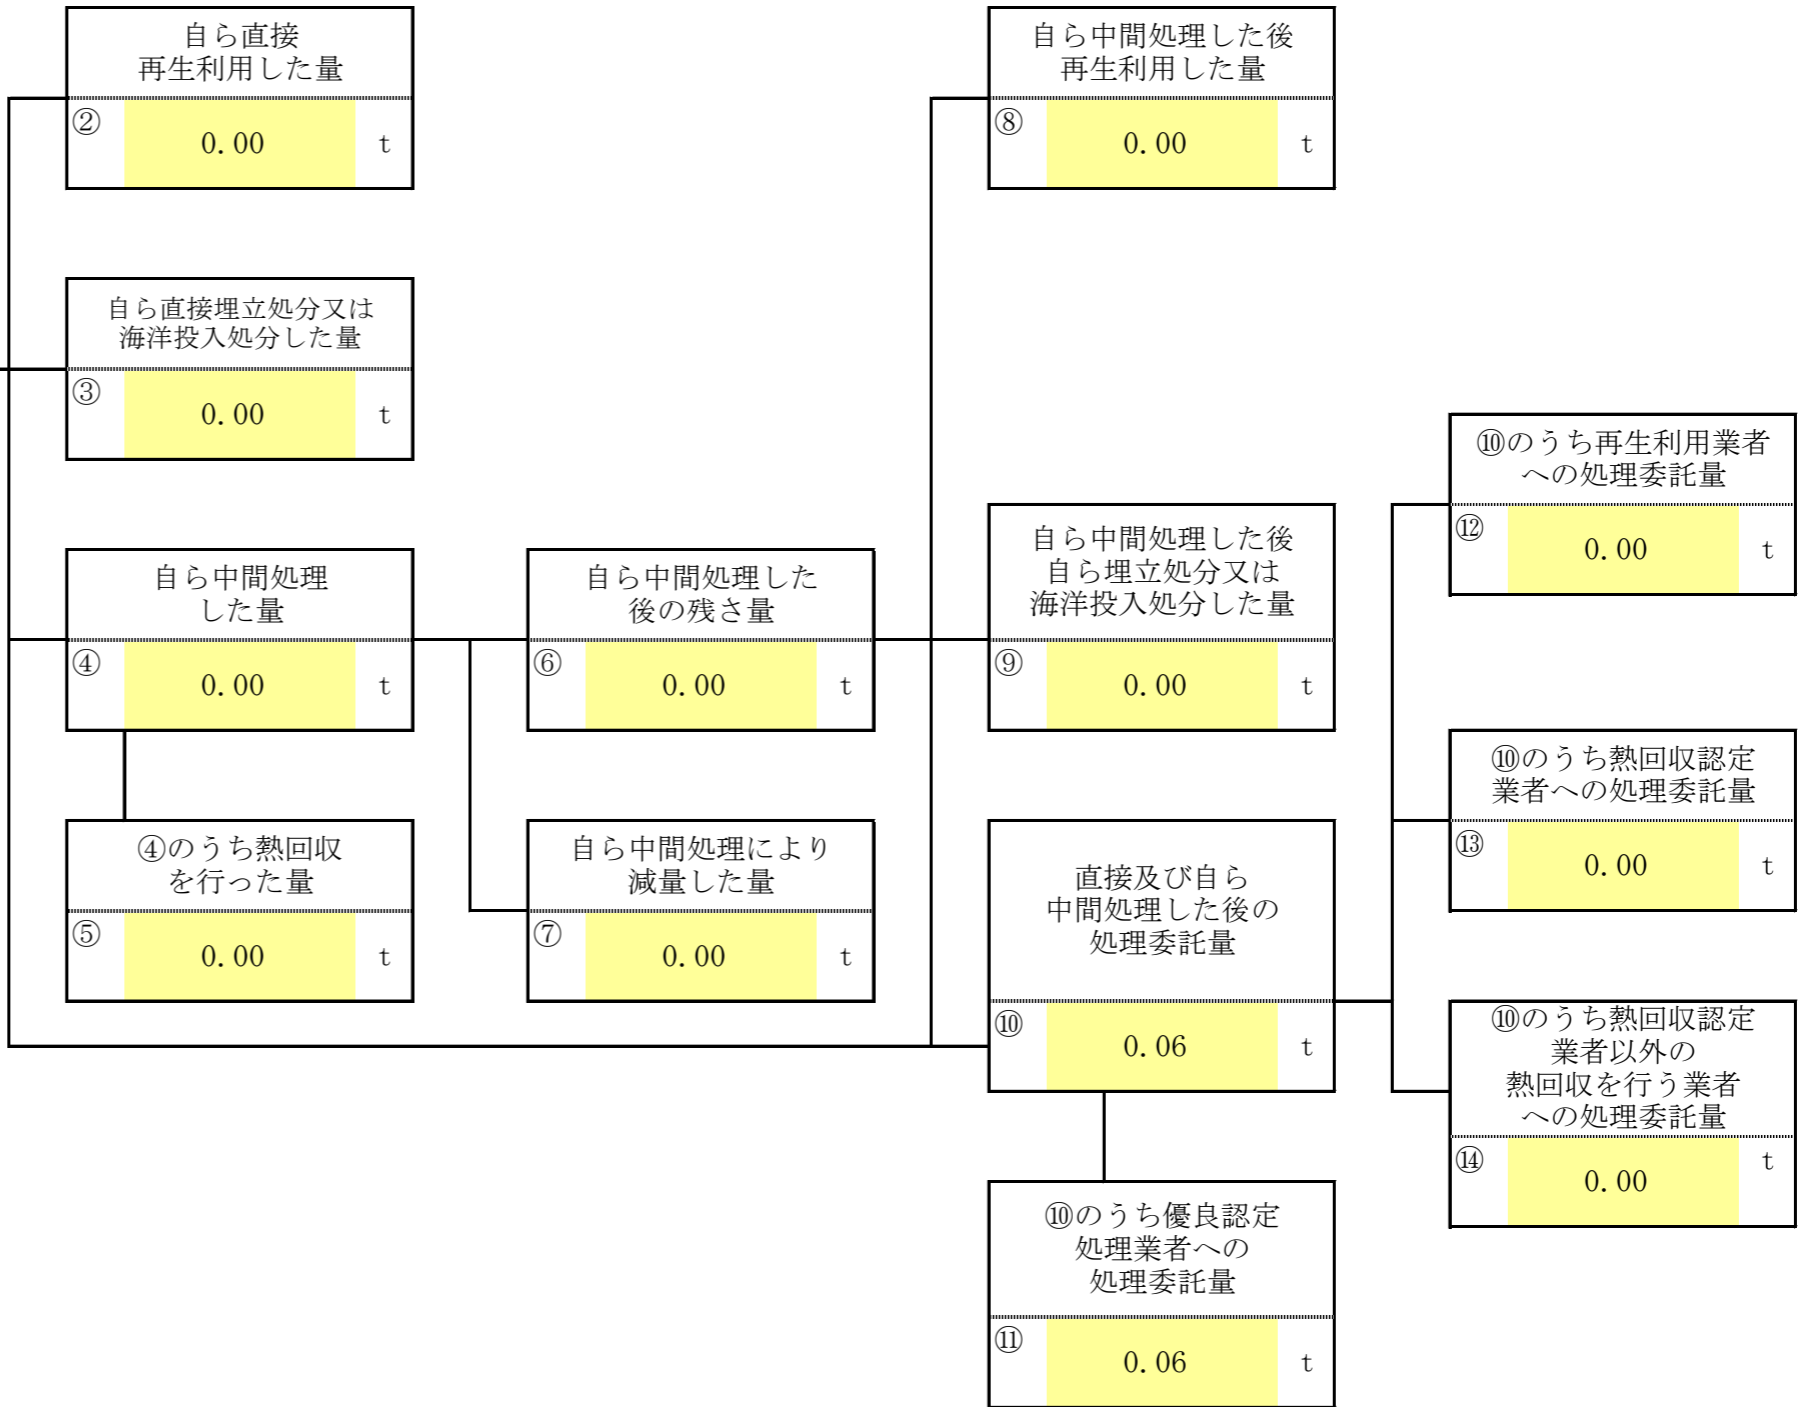 自ら直接
再生利用した量
② 0.00 t
自ら中間処理した後
再生利用した量
⑧ 0.00 t
自ら直接埋立処分又は
海洋投入処分した量
③ 0.00 t
⑩のうち再生利用業者
への処理委託量
⑫ 0.00 t
自ら中間処理
した量
④ 0.00 t
自ら中間処理した
後の残さ量
⑥ 0.00 t
自ら中間処理した後
自ら埋立処分又は
海洋投入処分した量
⑨ 0.00 t
⑩のうち熱回収認定
業者への処理委託量
⑬ 0.00 t
④のうち熱回収
を行った量
⑤ 0.00 t
自ら中間処理により
減量した量
⑦ 0.00 t
直接及び自ら
中間処理した後の
処理委託量
⑩ 0.06 t
⑩のうち熱回収認定
業者以外の
熱回収を行う業者
への処理委託量
⑭ 0.00 t
⑩のうち優良認定
処理業者への
処理委託量
⑪ 0.06 t